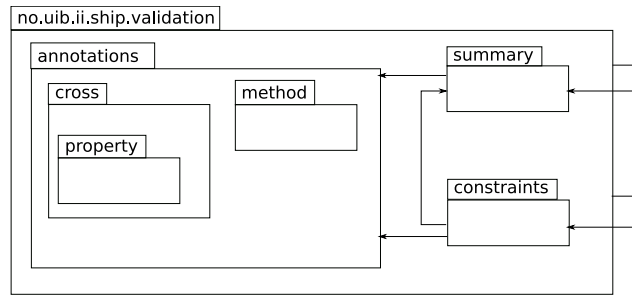 no.uib.ii.ship.validation
annotations
summary
cross
method
property
constraints